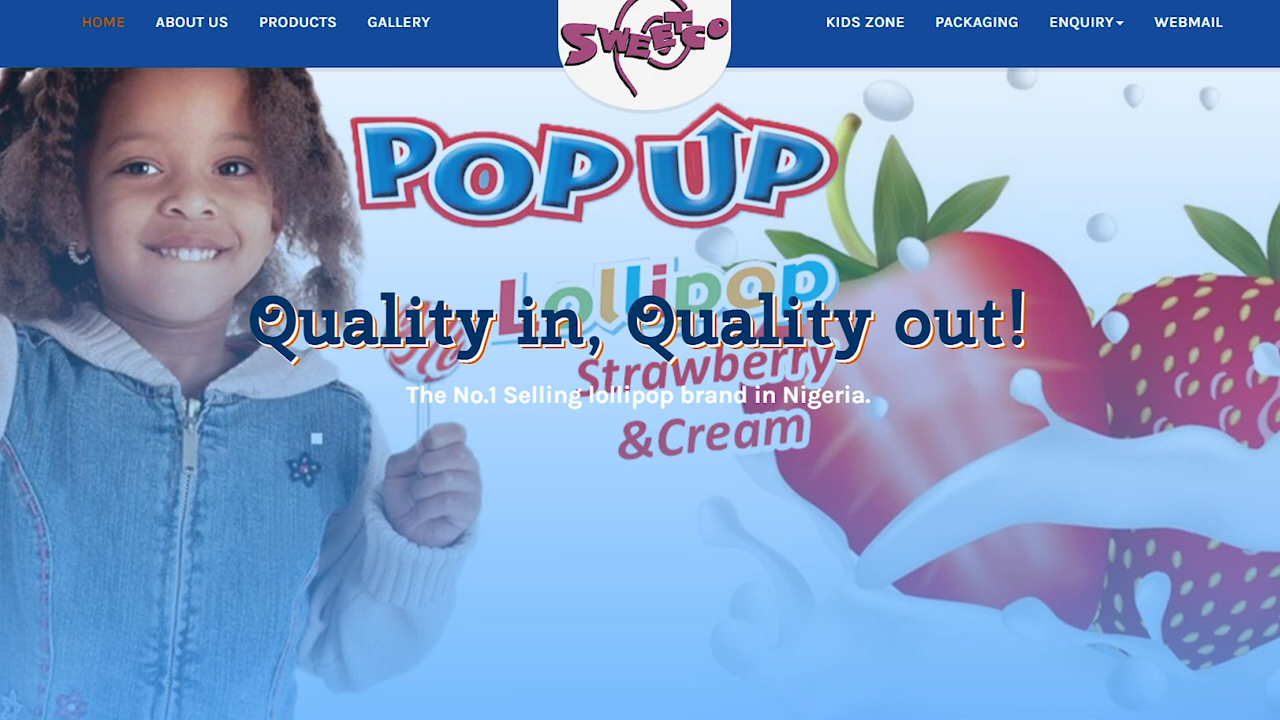 HOME ABOUT US PRODUCTS GALLERY
SWEETCO
KIDS ZONE PACKAGING ENQUIRY WEBMAIL
POP UP
Lollipop
Quality in, Quality out!
Strawberry
The No.1 Selling lollipop brand in Nigeria.
&Cream